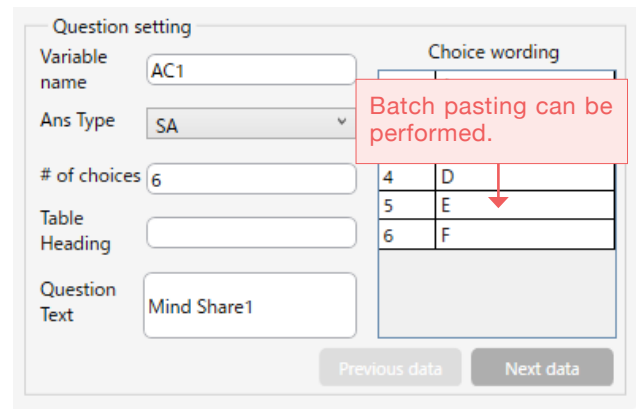 Question setting
Variable
name
AC1
Ans Type
SA
# of choices
6
Table
Heading
Question
Text
Mind Share1
Choice wording
Batch pasting can be
performed.
4 D
5 E
6 F
Previous data
Next data